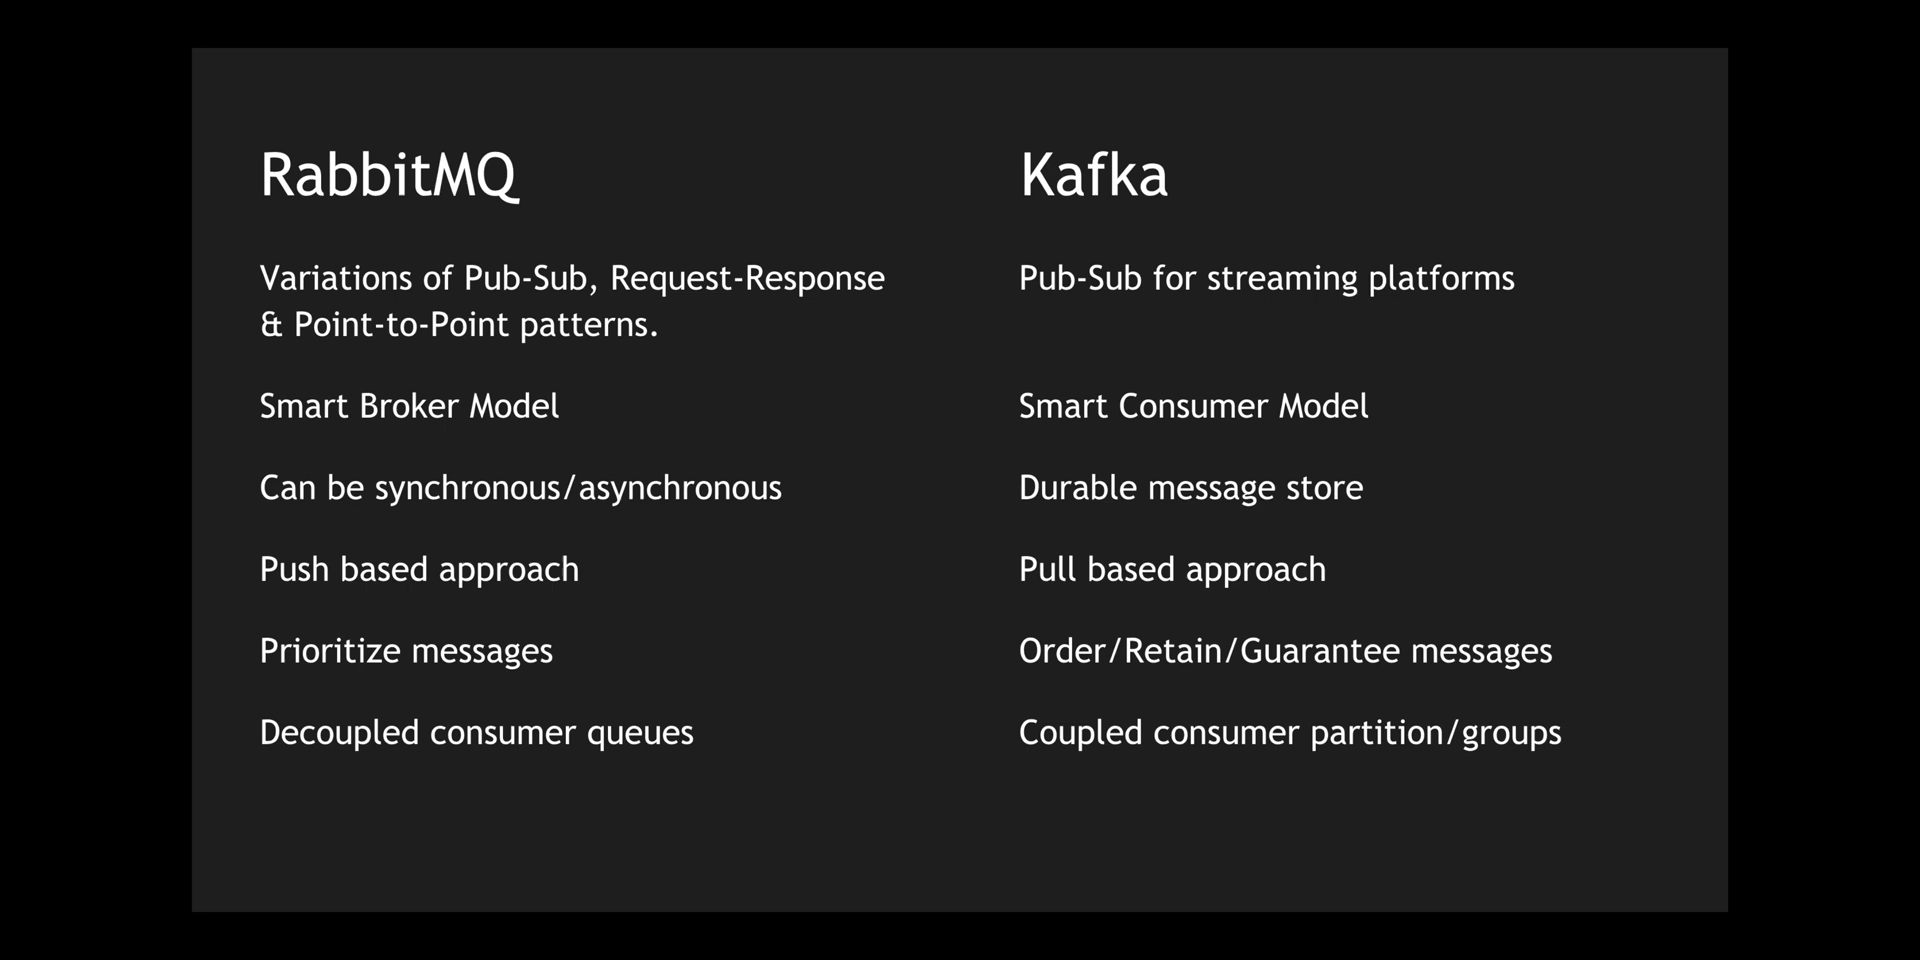 RabbitMQ
Variations of Pub-Sub, Request-Response
& Point-to-Point patterns.
Smart Broker Model
Can be synchronous/asynchronous
Push based approach
Prioritize messages
Decoupled consumer queues
Kafka
Pub-Sub for streaming platforms
Smart Consumer Model
Durable message store
Pull based approach
Order/Retain/Guarantee messages
Coupled consumer partition/groups